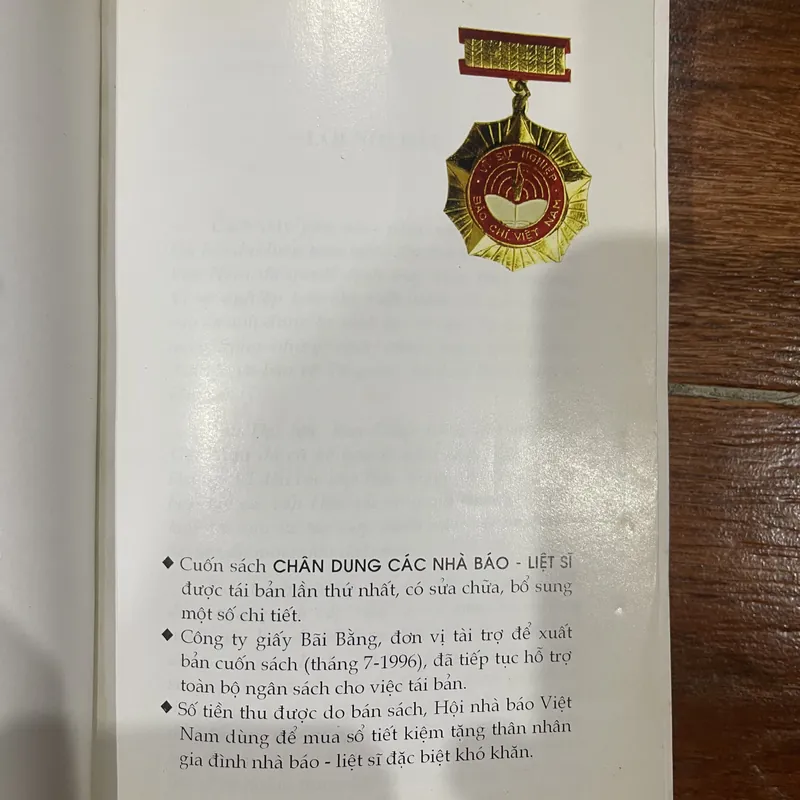 VÌ SỰ NGHIỆP
BÁO CHÍ VIỆT NAM
◆ Cuốn sách CHÂN DUNG CÁC NHÀ BÁO - LIỆT SĨ
được tái bản lần thứ nhất, có sửa chữa, bổ sung
một số chi tiết.
◆ Công ty giấy Bãi Bằng, đơn vị tài trợ để xuất
bản cuốn sách (tháng 7-1996), đã tiếp tục hỗ trợ
toàn bộ ngân sách cho việc tái bản.
◆ Số tiền thu được do bán sách, Hội nhà báo Việt
Nam dùng để mua sổ tiết kiệm tặng thân nhân
gia đình nhà báo - liệt sĩ đặc biệt khó khăn.